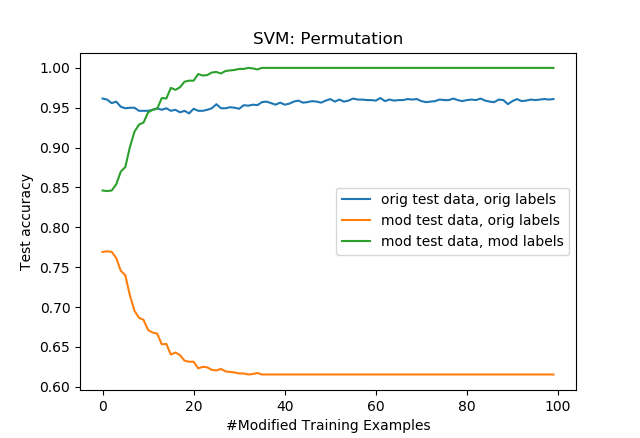 SVM: Permutation
Test accuracy
1.00
0.95
0.90
0.85
0.80
0.75
0.70
0.65
0.60
orig test data, orig labels
mod test data, orig labels
mod test data, mod labels
0 20 40 60 80 100
#Modified Training Examples